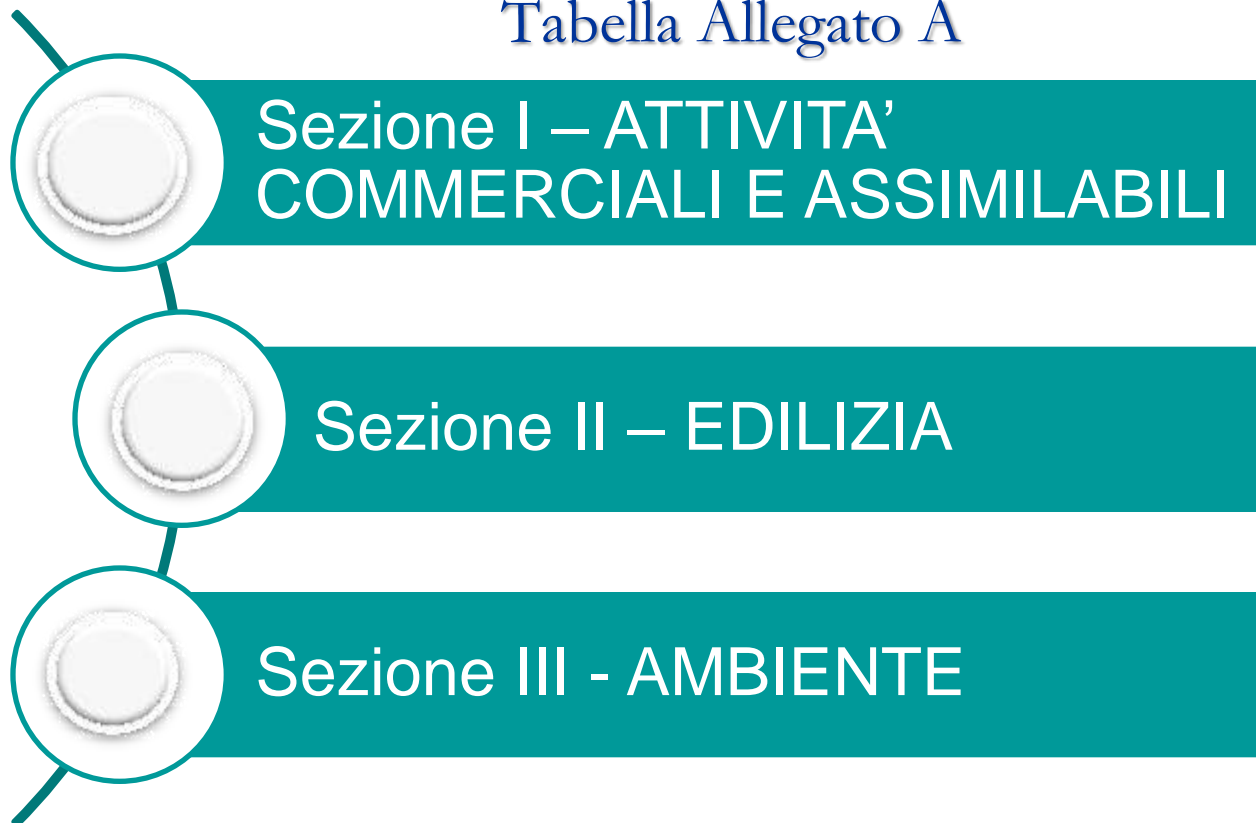 Tabella Allegato A
Sezione I – ATTIVITA’
COMMERCIALI E ASSIMILABILI
Sezione II – EDILIZIA
Sezione III - AMBIENTE